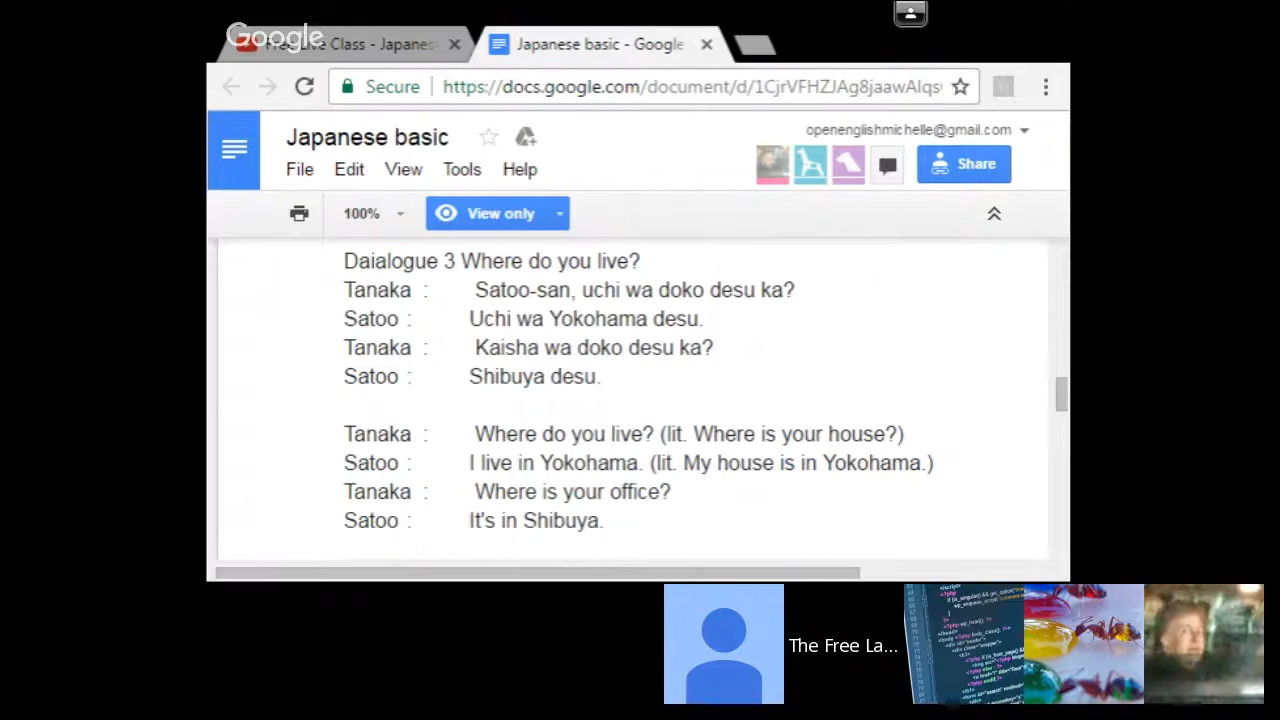 Google
Free Live Class - Japanes
Japanese basic - Google
Secure
https://docs.google.com/document/d/1CjrVFHZJAg8jaawAlqs
Japanese basic
openenglishmichelle@gmail.com
File Edit View Tools Help
Share
100%
View only
Daialogue 3 Where do you live?
Tanaka : Satoo-san, uchi wa doko desu ka?
Satoo : Uchi wa Yokohama desu.
Tanaka : Kaisha wa doko desu ka?
Satoo : Shibuya desu.
Tanaka : Where do you live? (lit. Where is your house?)
Satoo : I live in Yokohama. (lit. My house is in Yokohama.)
Tanaka : Where is your office?
Satoo : It's in Shibuya.
The Free La...